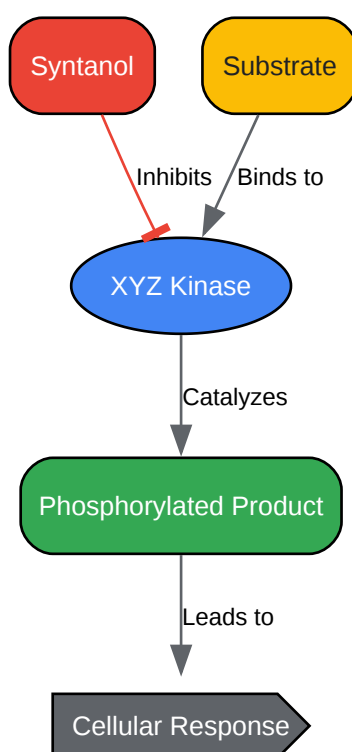 Syntanol
Substrate
Inhibits
Binds to
XYZ Kinase
Catalyzes
Phosphorylated Product
Leads to
Cellular Response